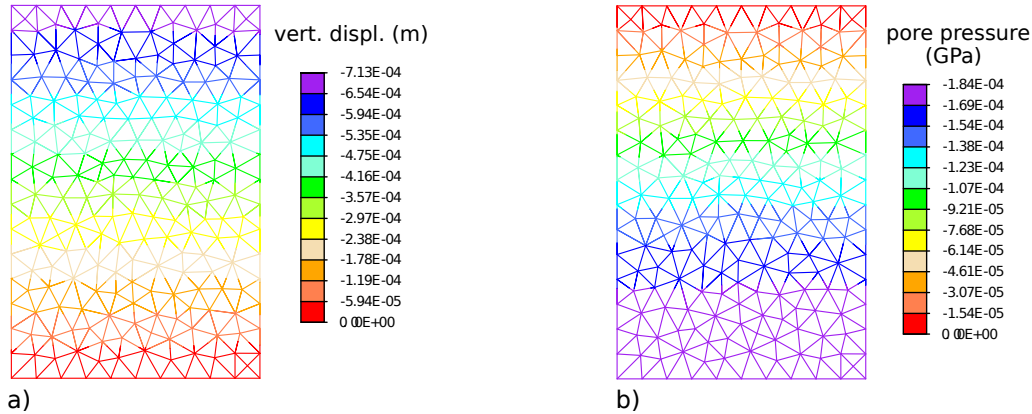 vert. displ. (m)
-7.13E-04
-6.54E-04
-5.94E-04
-5.35E-04
-4.75E-04
-4.16E-04
-3.57E-04
-2.97E-04
-2.38E-04
-1.78E-04
-1.19E-04
-5.94E-05
0.0E+00
a)
pore pressure
(GPa)
-1.84E-04
-1.69E-04
-1.54E-04
-1.38E-04
-1.23E-04
-1.07E-04
-9.21E-05
-7.68E-05
-6.14E-05
-4.61E-05
-3.07E-05
-1.54E-05
0.0E+00
b)